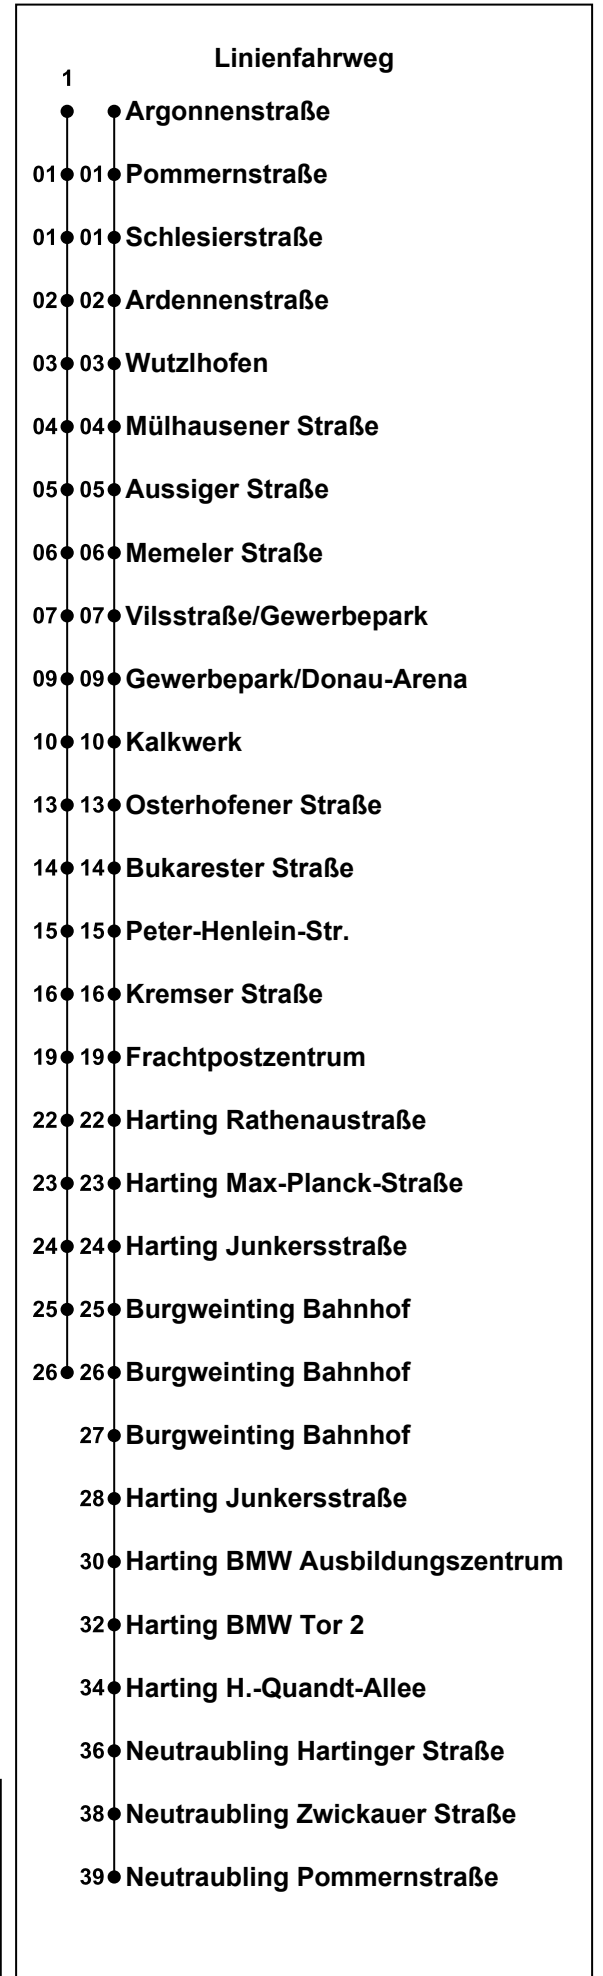 Linienfahrweg
1
Argonnenstraße
01 01 Pommernstraße
01 01 Schlesierstraße
02 02 Ardennenstraße
03 03 Wutzlhofen
04 04 Mülhausener Straße
05 05 Aussiger Straße
06 06 Memeler Straße
07 07 Vilsstraße/Gewerbepark
09 09 Gewerbepark/Donau-Arena
10 10 Kalkwerk
13 13 Osterhofener Straße
14 14 Bukarester Straße
15 15 Peter-Henlein-Str.
16 16 Kremser Straße
19 19 Frachtpostzentrum
22 22 Harting Rathenaustraße
23 23 Harting Max-Planck-Straße
24 24 Harting Junkersstraße
25 25 Burgweinting Bahnhof
26 26 Burgweinting Bahnhof
27 Burgweinting Bahnhof
28 Harting Junkersstraße
30 Harting BMW Ausbildungszentrum
32 Harting BMW Tor 2
34 Harting H.-Quandt-Allee
36 Neutraubling Hartinger Straße
38 Neutraubling Zwickauer Straße
39 Neutraubling Pommernstraße